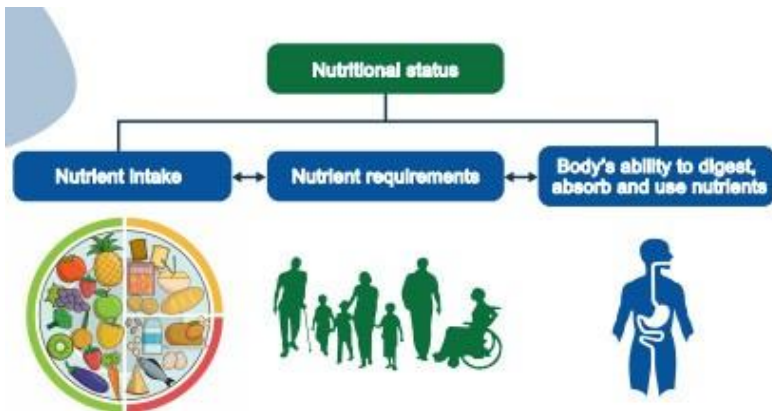 Nutritional status
Nutrient intake
Nutrient requirements
Body's ability to digest,
absorb and use nutrients